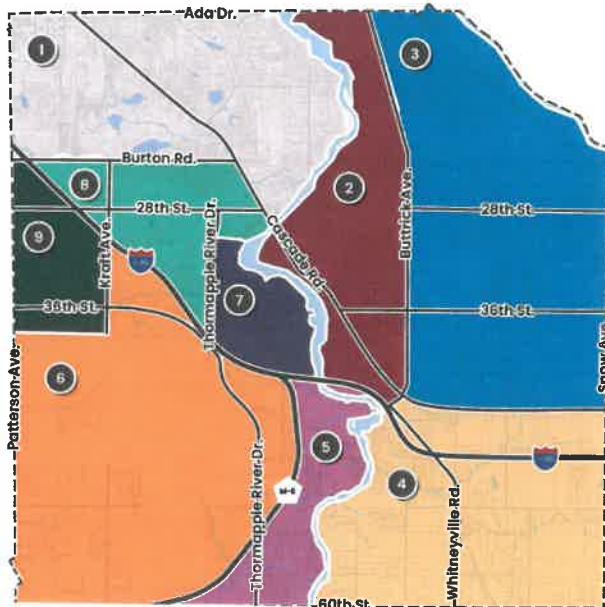 Ada Dr.
1
3
Burton Rd.
8
2
28th St.
28th St.
9
Kraft Ave.
Thornapple River Dr.
Cascade Rd.
Buttrick Ave.
7
36th St.
36th St.
Patterson Ave.
6
Snow Ave.
5
4
M-6
Thornapple River Dr.
Whitneyville Rd.
60th St.